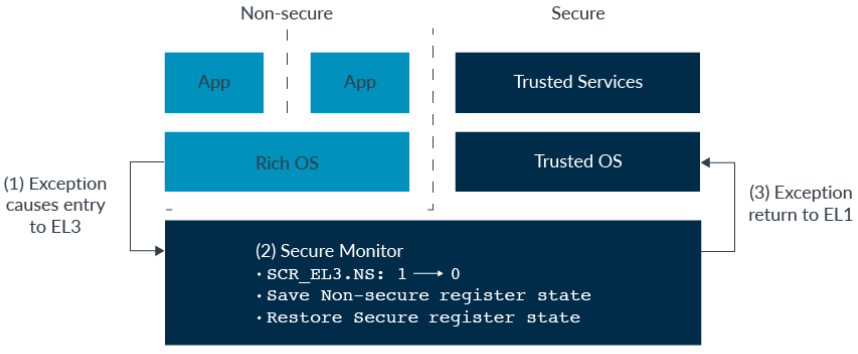 Non-secure
Secure
App
App
Trusted Services
Rich OS
Trusted OS
(1) Exception
causes entry
to EL3
(3) Exception
return to EL1
(2) Secure Monitor
· SCR_EL3.NS: 1 ⟶ 0
· Save Non-secure register state
· Restore Secure register state